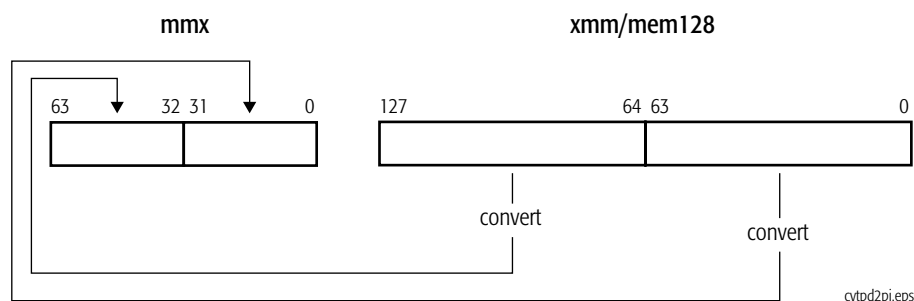 mmx xmm/mem128
63 32 31 0 127 64 63 0
convert
convert
cvtpd2pi.eps